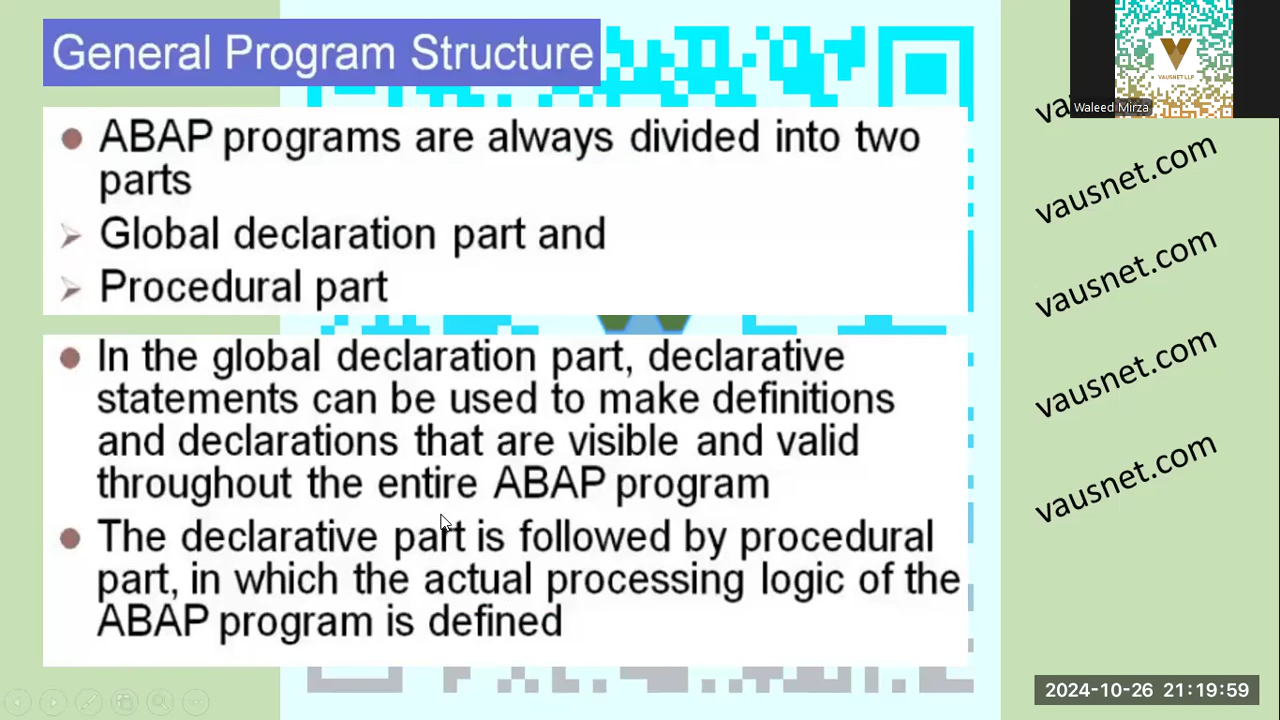 General Program Structure
ABAP programs are always divided into two
parts
Global declaration part and
Procedural part
In the global declaration part, declarative
statements can be used to make definitions
and declarations that are visible and valid
throughout the entire ABAP program
The declarative part is followed by procedural
part, in which the actual processing logic of the
ABAP program is defined
VAUSNET LLP
Waleed Mirza
vausnet.com
vausnet.com
vausnet.com
vausnet.com
2024-10-26 21:19:59